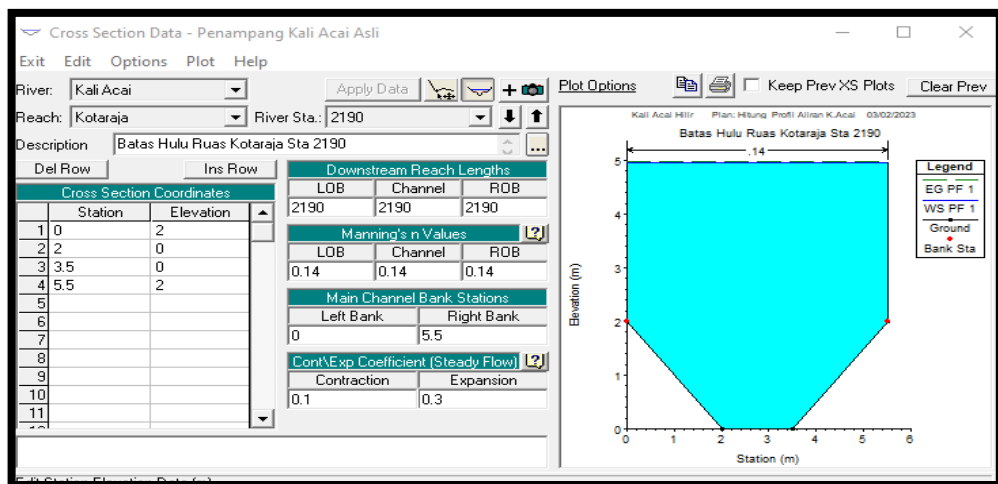 Cross Section Data - Penampang Kali Acai Asli
Exit Edit Options Plot Help
River: Kali Acai Apply Data
Reach: Kotaraja River Sta.: 2190
Description Batas Hulu Ruas Kotaraja Sta 2190 ...
Del Row Ins Row
Cross Section Coordinates
Station Elevation
1 0 2
2 2 0
3 3.5 0
4 5.5 2
5
6
7
8
9
10
11
Downstream Reach Lengths
LOB Channel ROB
2190 2190 2190
Manning's n Values
LOB Channel ROB
0.14 0.14 0.14
Main Channel Bank Stations
Left Bank Right Bank
0 5.5
Cont\Exp Coefficient (Steady Flow)
Contraction Expansion
0.1 0.3
Plot Options Keep Prev XS Plots Clear Prev
Kali Acai Hilir Plan: Hitung Profil Aliran K.Acai 03/02/2023
Batas Hulu Ruas Kotaraja Sta 2190
.14
Legend
EG PF 1
WS PF 1
Ground
Bank Sta
Elevation (m)
5
4
3
2
1
0
0 1 2 3 4 5 6
Station (m)